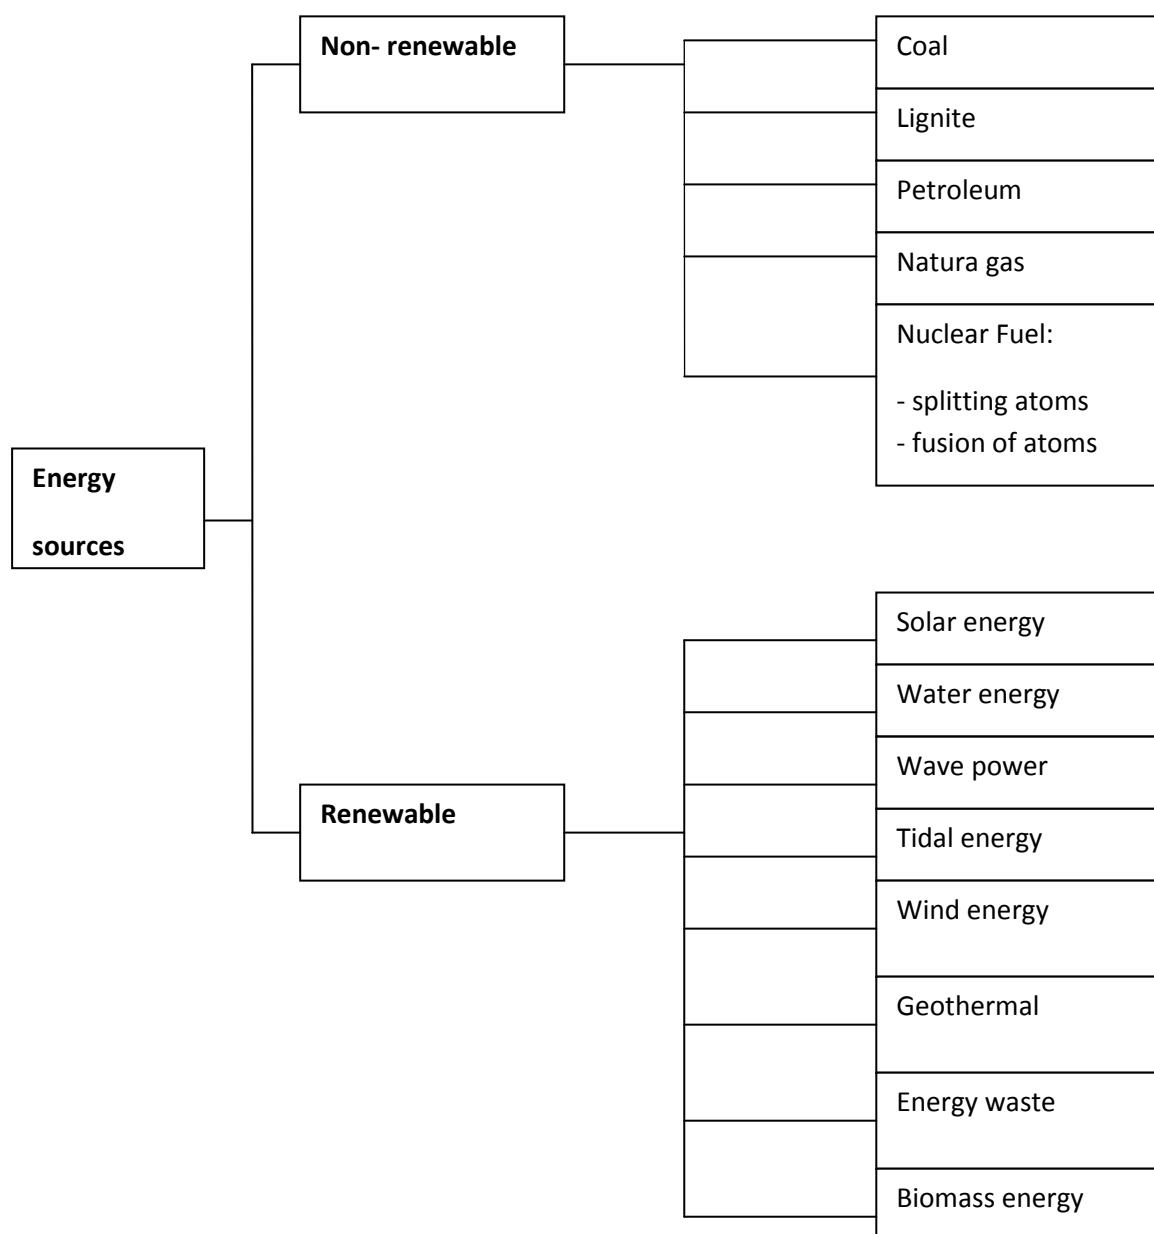 Non- renewable
Coal
Lignite
Petroleum
Natura gas
Nuclear Fuel:
- splitting atoms
- fusion of atoms
Energy
sources
Solar energy
Water energy
Wave power
Renewable
Tidal energy
Wind energy
Geothermal
Energy waste
Biomass energy